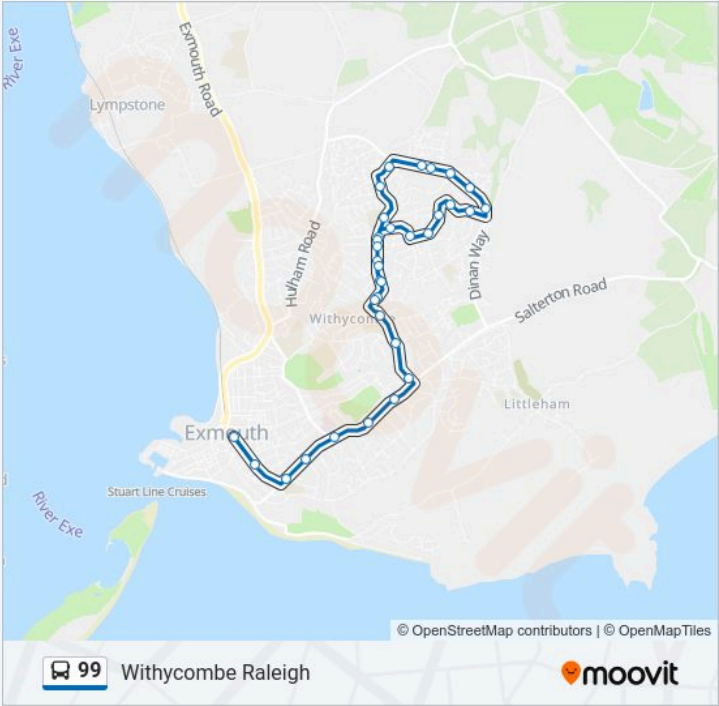 River Exe
Exmouth Road
Lympstone
Hulham Road
Dinan Way
Salterton Road
Withycombe
Littleham
Exmouth
Stuart Line Cruises
River Exe
moovit
© OpenStreetMap contributors | © OpenMapTiles
99 Withycombe Raleigh
moovit